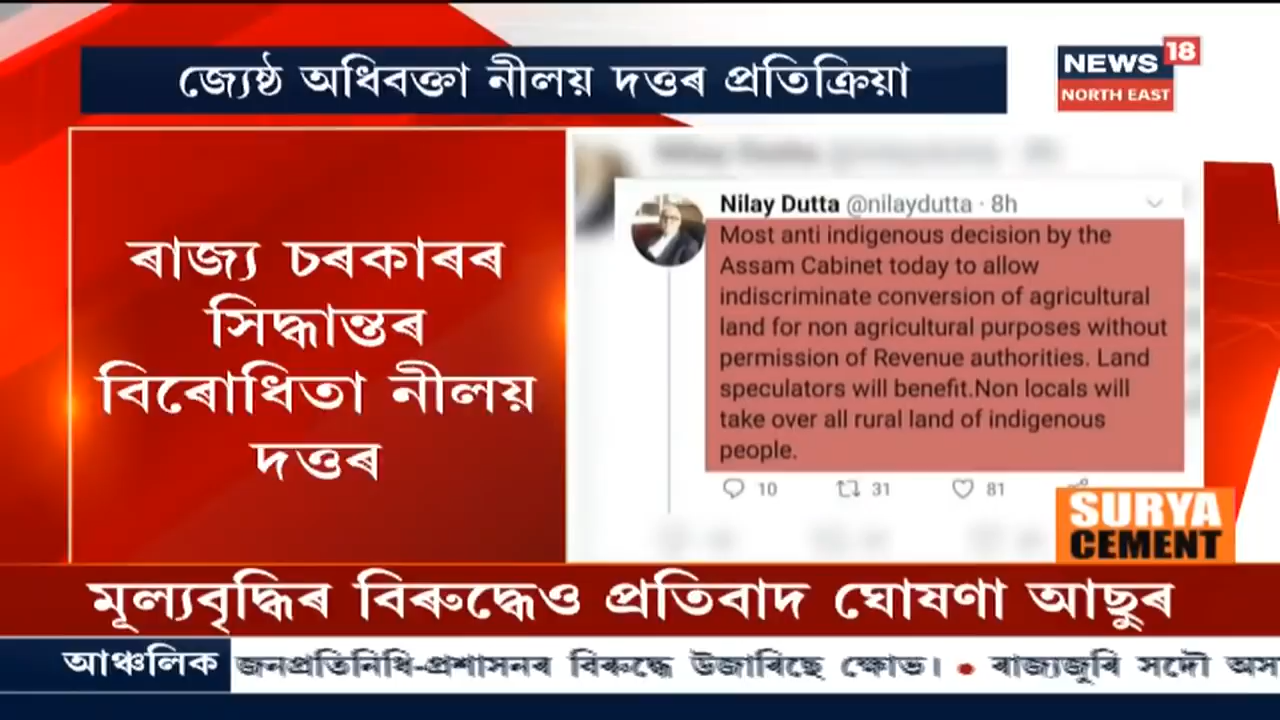 জ্যেষ্ঠ অধিবক্তা নীলয় দত্তৰ প্ৰতিক্ৰিয়া
NEWS 18
NORTH EAST
ৰাজ্য চৰকাৰৰ
সিদ্ধান্তৰ
বিৰোধিতা নীলয়
দত্তৰ
Nilay Dutta @nilaydutta · 8h
Most anti indigenous decision by the
Assam Cabinet today to allow
indiscriminate conversion of agricultural
land for non agricultural purposes without
permission of Revenue authorities. Land
speculators will benefit.Non locals will
take over all rural land of indigenous
people.
10 31 81
SURYA
CEMENT
মূল্যবৃদ্ধিৰ বিৰুদ্ধেও প্ৰতিবাদ ঘোষণা আছুৰ
আঞ্চলিক জনপ্ৰতিনিধি-প্ৰশাসনৰ বিৰুদ্ধে উজাৰিছে ক্ষোভ। ● ৰাজ্যজুৰি সদৌ অস